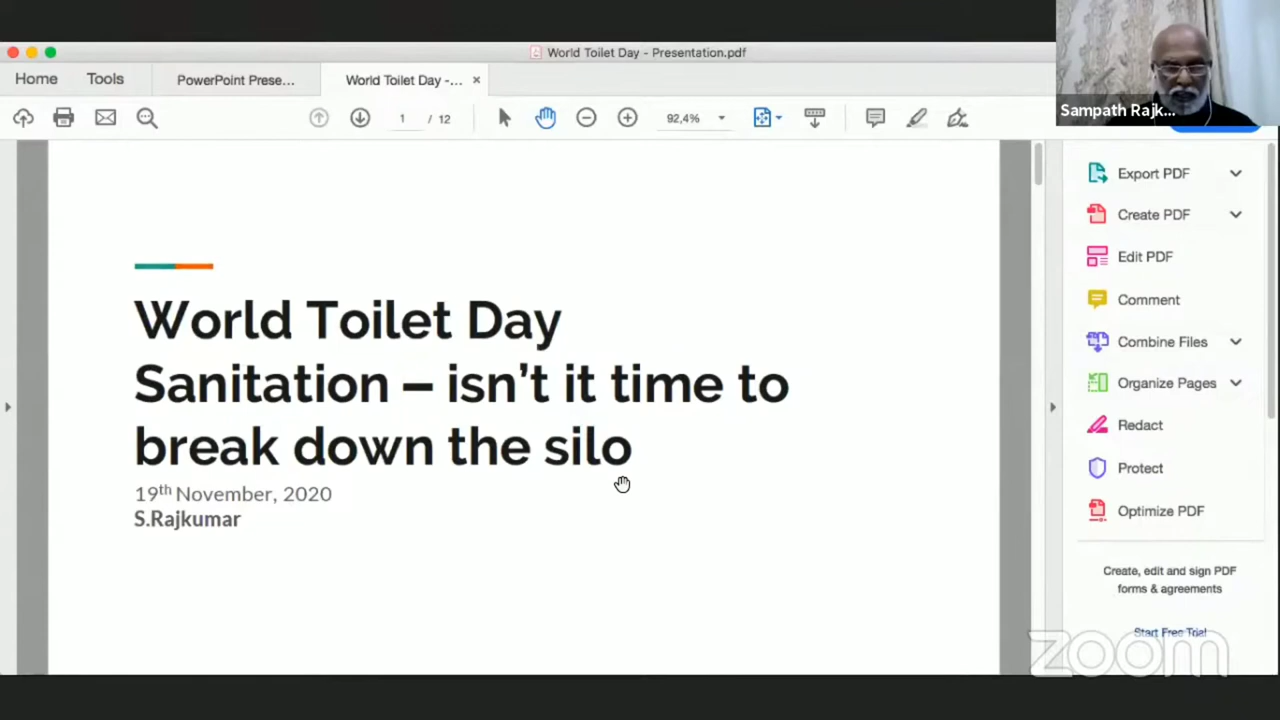 World Toilet Day - Presentation.pdf
Home
Tools
PowerPoint Prese...
World Toilet Day -...
×
1
/ 12
92,4%
Sampath Rajk...
World Toilet Day
Sanitation – isn’t it time to
break down the silo
19th November, 2020
S.Rajkumar
Export PDF
Create PDF
Edit PDF
Comment
Combine Files
Organize Pages
Redact
Protect
Optimize PDF
Create, edit and sign PDF
forms & agreements
Start Free Trial
zoom